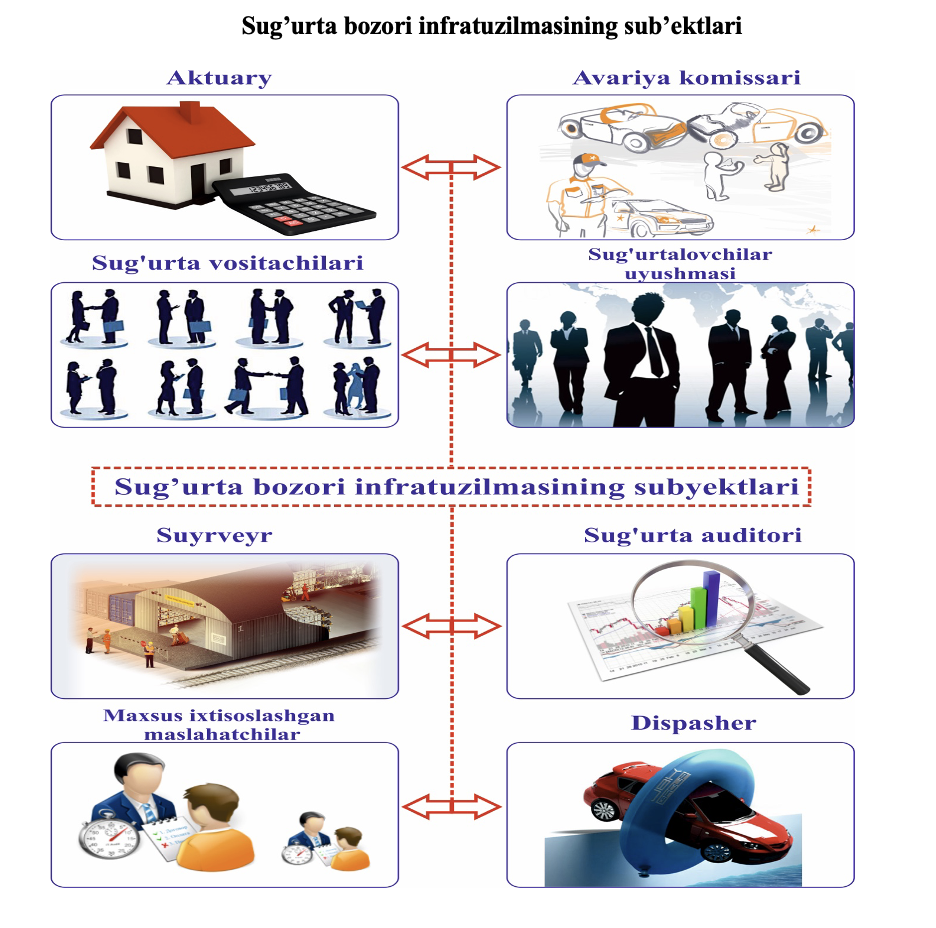 Sug’urta bozori infratuzilmasining sub’ektlari
Aktuary
Avariya komissari
Sug'urta vositachilari
Sug'urtalovchilar
uyushmasi
Sug’urta bozori infratuzilmasining subyektlari
Suyrveyr
Sug'urta auditori
Maxsus ixtisoslashgan
maslahatchilar
Dispasher